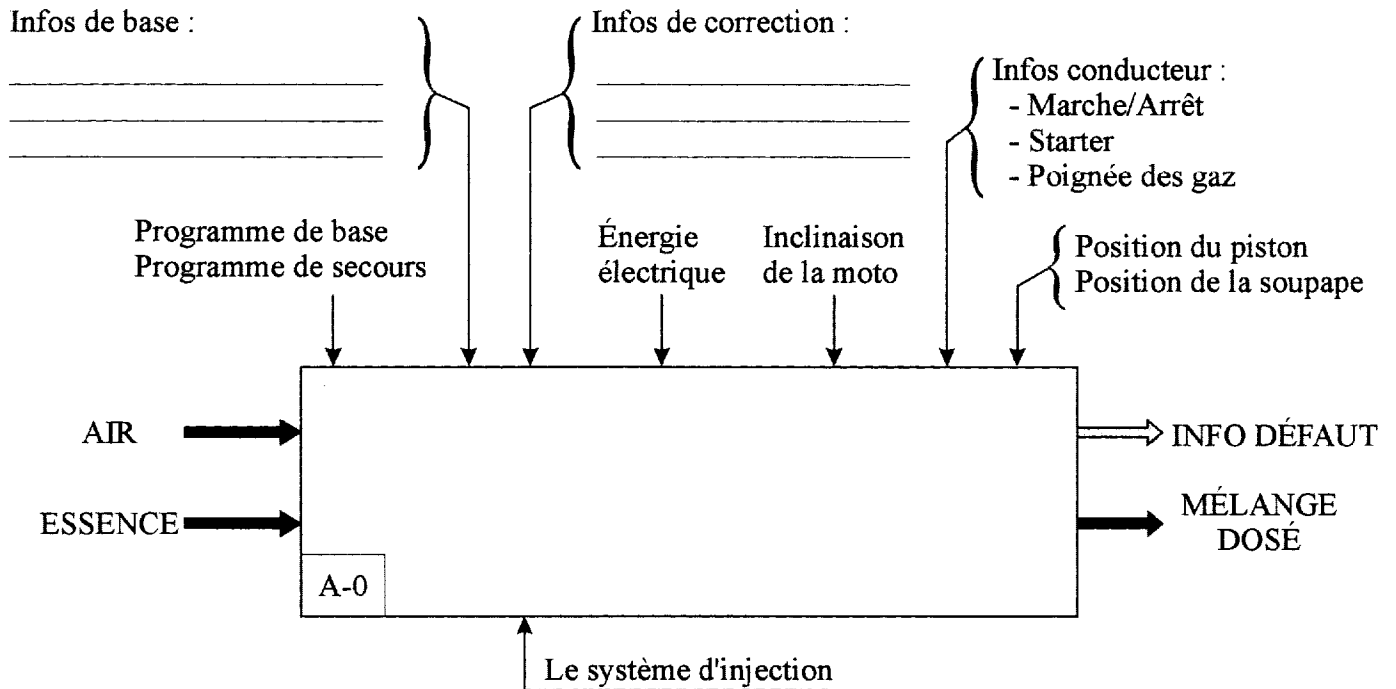 Infos de base :
Infos de correction :
Infos conducteur :
- Marche/Arrêt
- Starter
- Poignée des gaz
Programme de base
Programme de secours
Énergie
électrique
Inclinaison
de la moto
Position du piston
Position de la soupape
AIR
ESSENCE
INFO DÉFAUT
MÉLANGE
DOSÉ
A-0
Le système d'injection